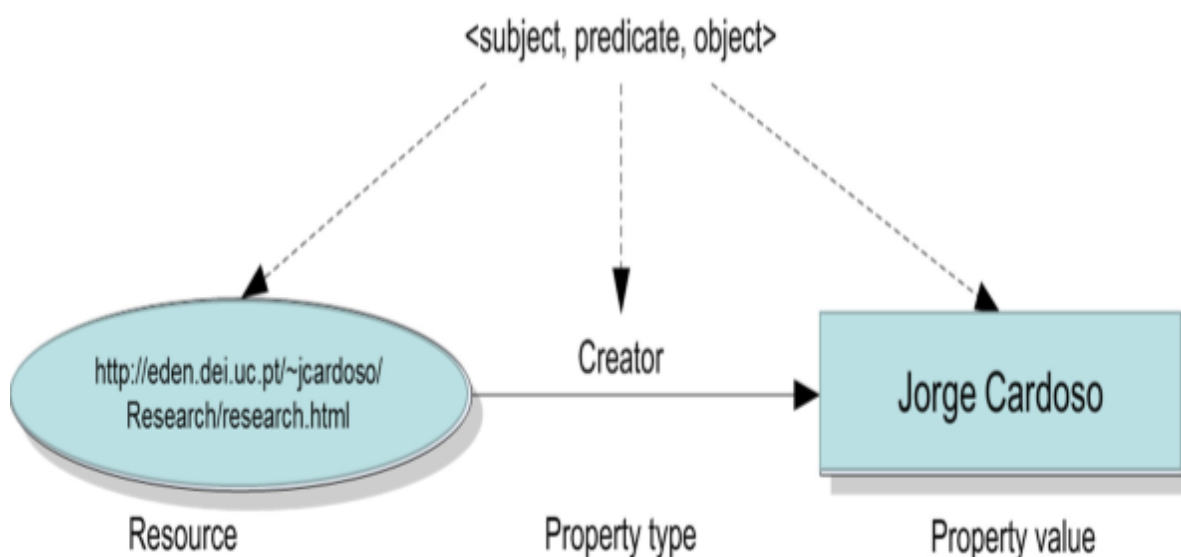 <subject, predicate, object>
http://eden.dei.uc.pt/~jcardoso/
Research/research.html
Creator
Jorge Cardoso
Resource
Property type
Property value